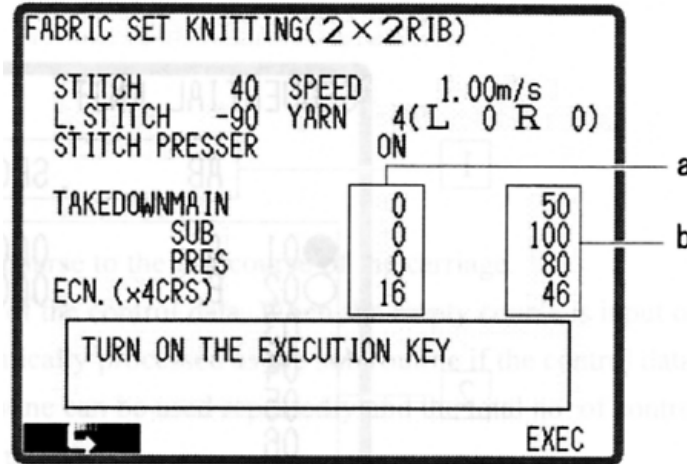 FABRIC SET KNITTING(2×2RIB)
STITCH 40 SPEED 1.00m/s
L.STITCH -90 YARN 4(L 0 R 0)
STITCH PRESSER ON
a
TAKEDOWNMAIN 0 50
SUB 0 100
b
PRES 0 80
ECN.(×4CRS) 16 46
TURN ON THE EXECUTION KEY
EXEC